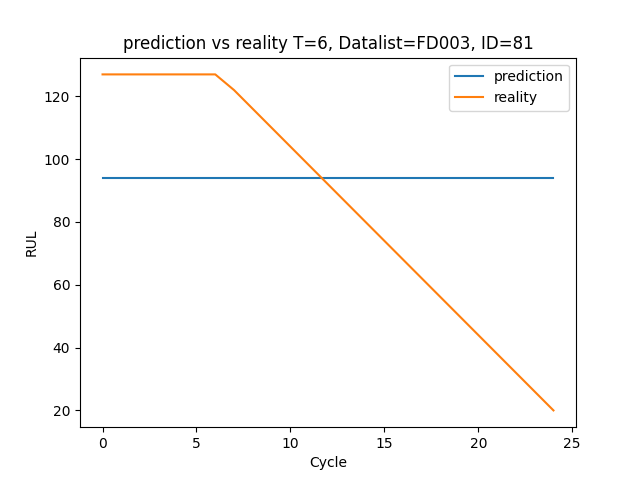 prediction vs reality T=6, Datalist=FD003, ID=81
prediction
reality
RUL
120
100
80
60
40
20
0 5 10 15 20 25
Cycle